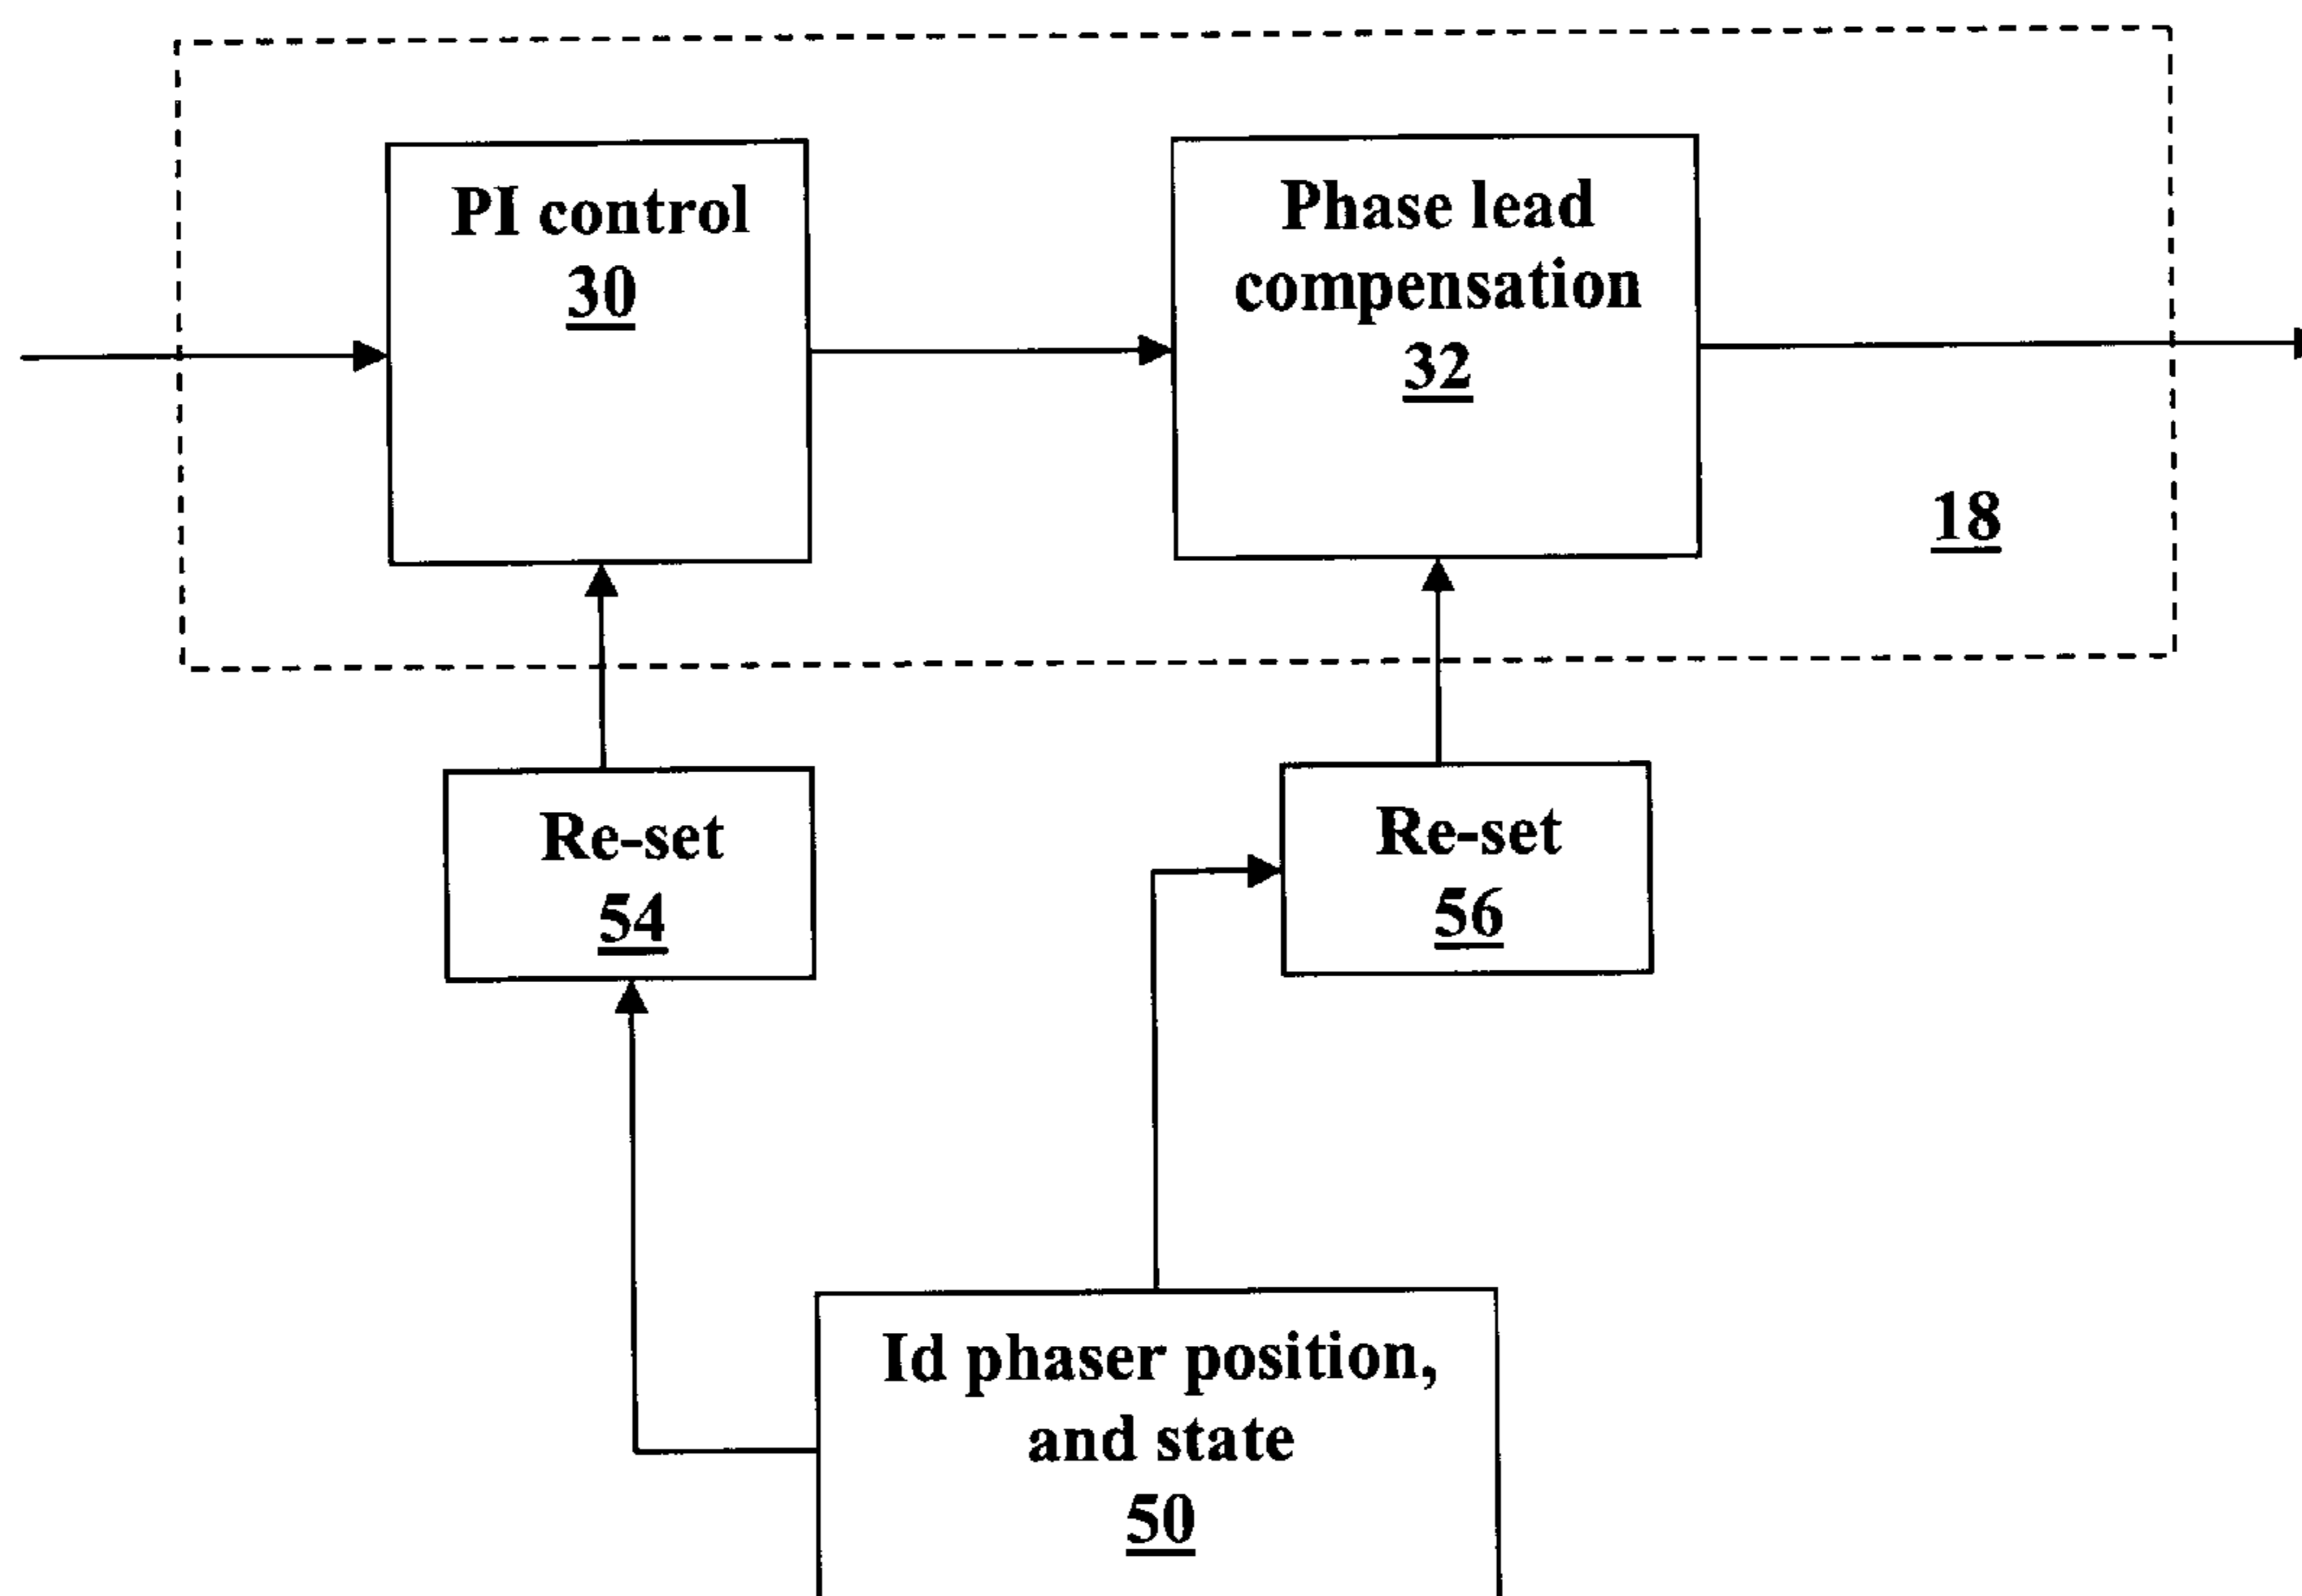 PI control
30
Phase lead
compensation
32
18
Re-set
54
Re-set
56
Id phaser position,
and state
50